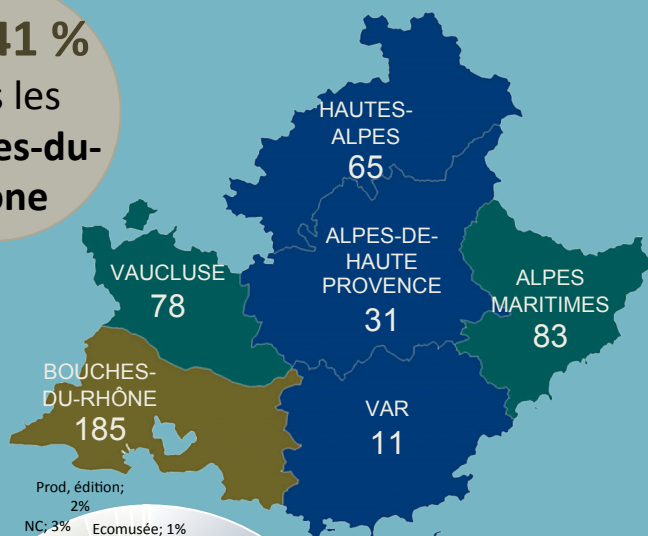 41 %
les
es-du-
one
HAUTES-
ALPES
65
ALPES-DE-
HAUTE
PROVENCE
31
VAUCLUSE
78
ALPES
MARITIMES
83
BOUCHES-
DU-RHÔNE
185
VAR
11
Prod, édition;
2%
NC; 3%
Ecomusée; 1%